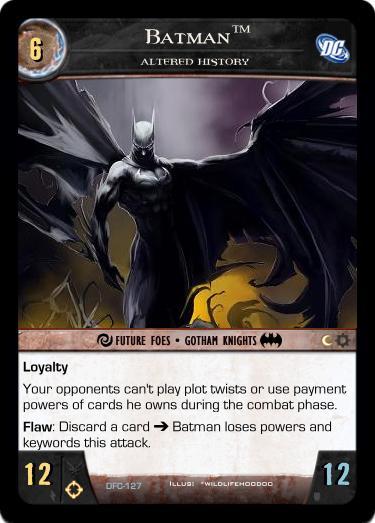 6
BATMAN™
ALTERED HISTORY
DC
FUTURE FOES • GOTHAM KNIGHTS
Loyalty
Your opponents can't play plot twists or use payment
powers of cards he owns during the combat phase.
Flaw: Discard a card ➔ Batman loses powers and
keywords this attack.
12
DFC-127
ILLUS: *WILDLIFEHOODOO
12